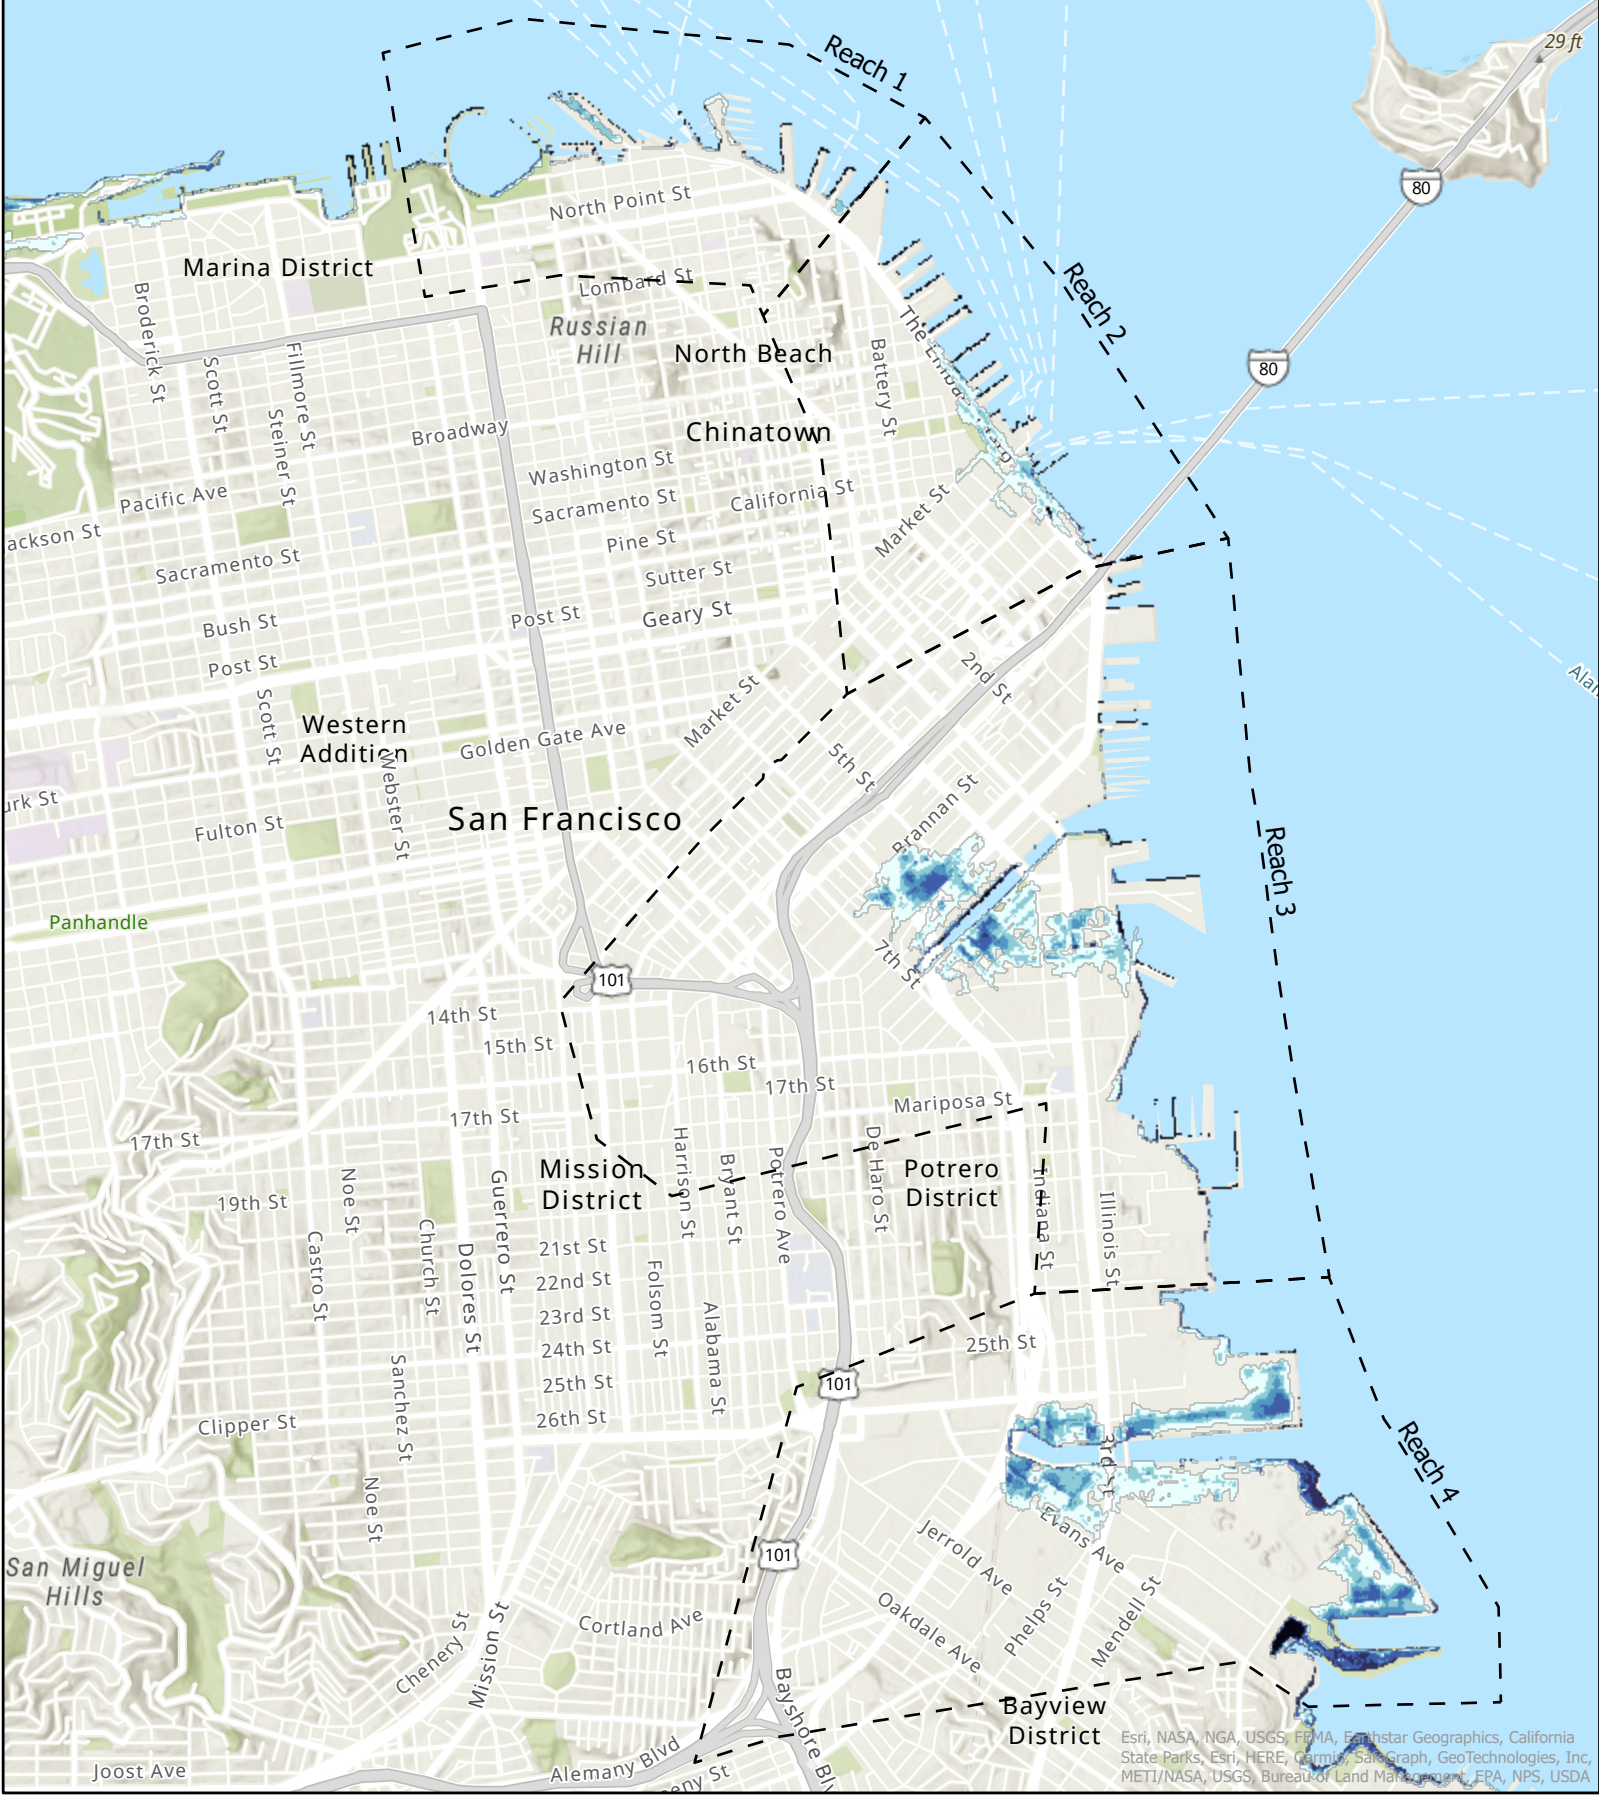 29 ft
Reach 1
80
North Point St
Marina District
Lombard St
Reach 2
Broderick St
Russian
Hill
North Beach
Scott St
Fillmore St
Battery St
80
Steiner St
Broadway
Chinatown
Washington St
Pacific Ave
Sacramento St
California St
Market St
ackson St
Pine St
Sacramento St
Sutter St
Bush St
Post St
Geary St
Post St
2nd St
Alan
Scott St
Western
Addition
Market St
Golden Gate Ave
5th St
Webster St
urk St
Brannan St
San Francisco
Fulton St
Reach 3
Panhandle
7th St
101
14th St
15th St
16th St
17th St
17th St
Mariposa St
17th St
Harrison St
Bryant St
Potrero Ave
De Haro St
Mission
District
Potrero
District
Indiana St
Illinois St
Noe St
Guerrero St
19th St
Castro St
Church St
Dolores St
21st St
22nd St
Folsom St
23rd St
Alabama St
24th St
25th St
25th St
101
Sanchez St
Clipper St
26th St
3rd St
Reach 4
Noe St
Evans Ave
Jerrold Ave
101
San Miguel
Hills
Phelps St
Mendell St
Oakdale Ave
Cortland Ave
Chenery St
Mission St
Bayshore Blv
Bayview
District
Alemany Blvd
Joost Ave
eny St
Esri, NASA, NGA, USGS, FEMA, Earthstar Geographics, California
State Parks, Esri, HERE, Garmin, SafeGraph, GeoTechnologies, Inc,
METI/NASA, USGS, Bureau of Land Management, EPA, NPS, USDA